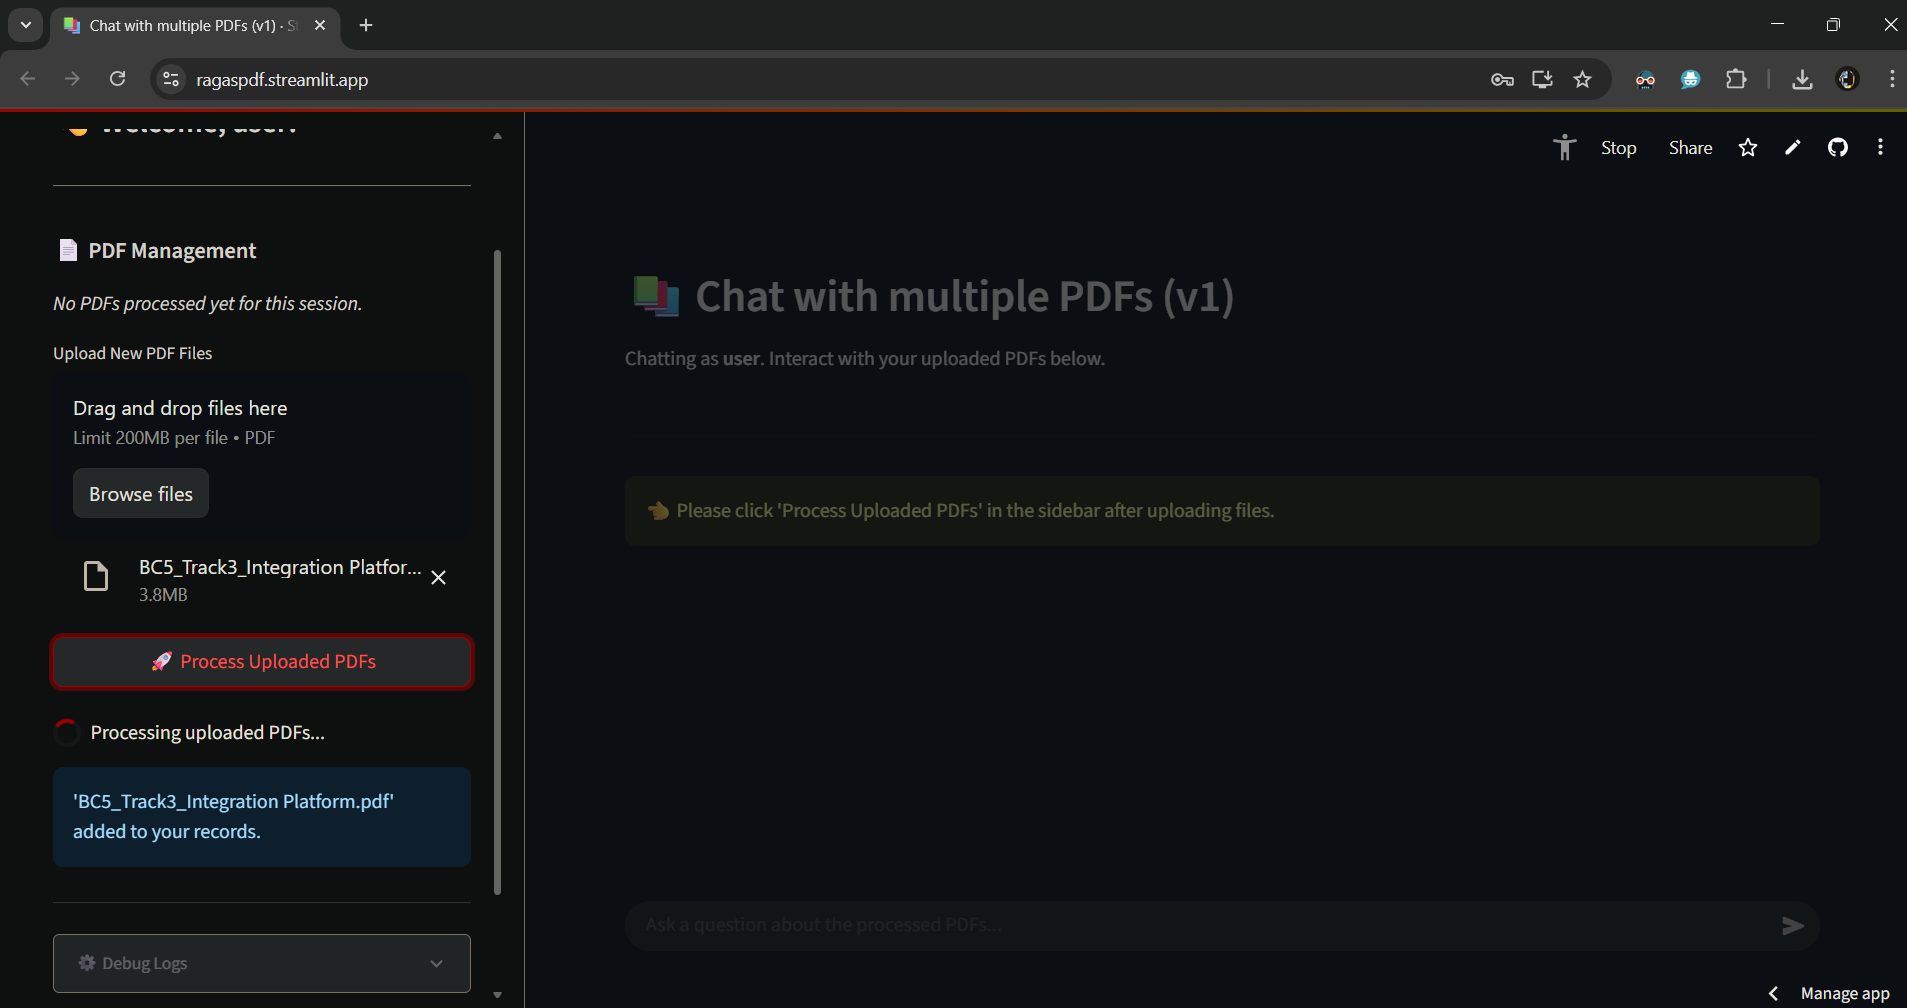 Chat with multiple PDFs (v1) · St
ragaspdf.streamlit.app
Welcome, user!
Stop
Share
PDF Management
No PDFs processed yet for this session.
Upload New PDF Files
Drag and drop files here
Limit 200MB per file • PDF
Browse files
BC5_Track3_Integration Platfor...
3.8MB
Process Uploaded PDFs
Processing uploaded PDFs...
'BC5_Track3_Integration Platform.pdf'
added to your records.
Debug Logs
Chat with multiple PDFs (v1)
Chatting as user. Interact with your uploaded PDFs below.
Please click 'Process Uploaded PDFs' in the sidebar after uploading files.
Ask a question about the processed PDFs...
Manage app